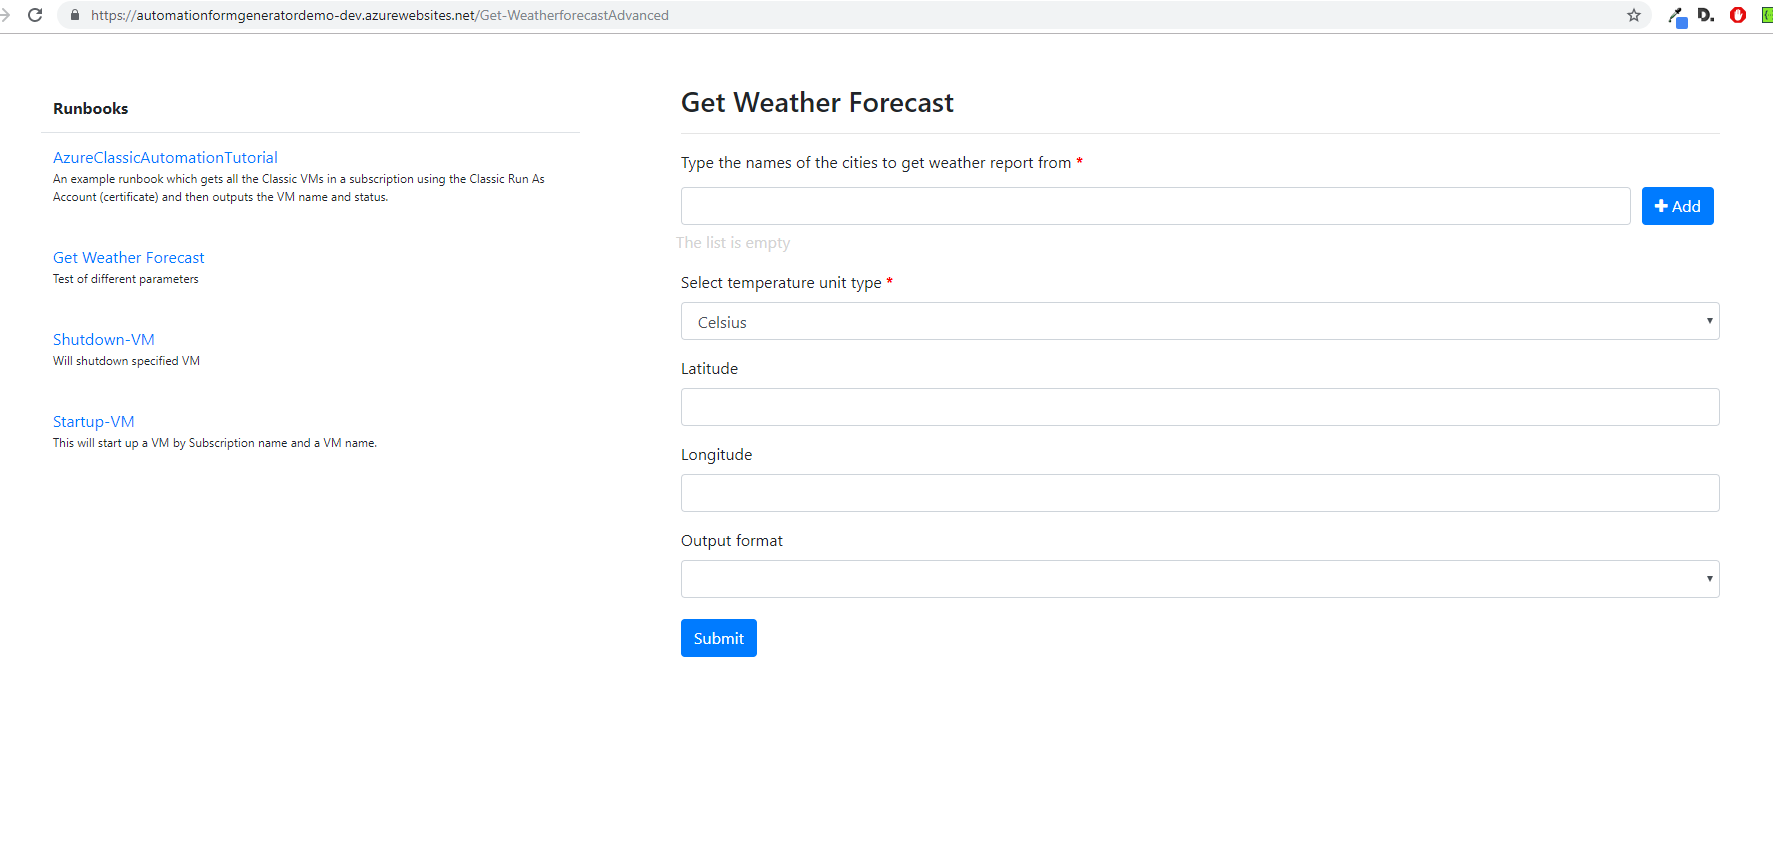 https://automationformgeneratordemo-dev.azurewebsites.net/Get-WeatherforecastAdvanced
D.
Runbooks
AzureClassicAutomationTutorial
An example runbook which gets all the Classic VMs in a subscription using the Classic Run As
Account (certificate) and then outputs the VM name and status.
Get Weather Forecast
Test of different parameters
Shutdown-VM
Will shutdown specified VM
Startup-VM
This will start up a VM by Subscription name and a VM name.
Get Weather Forecast
Type the names of the cities to get weather report from *
Add
The list is empty
Select temperature unit type *
Celsius
Latitude
Longitude
Output format
Submit